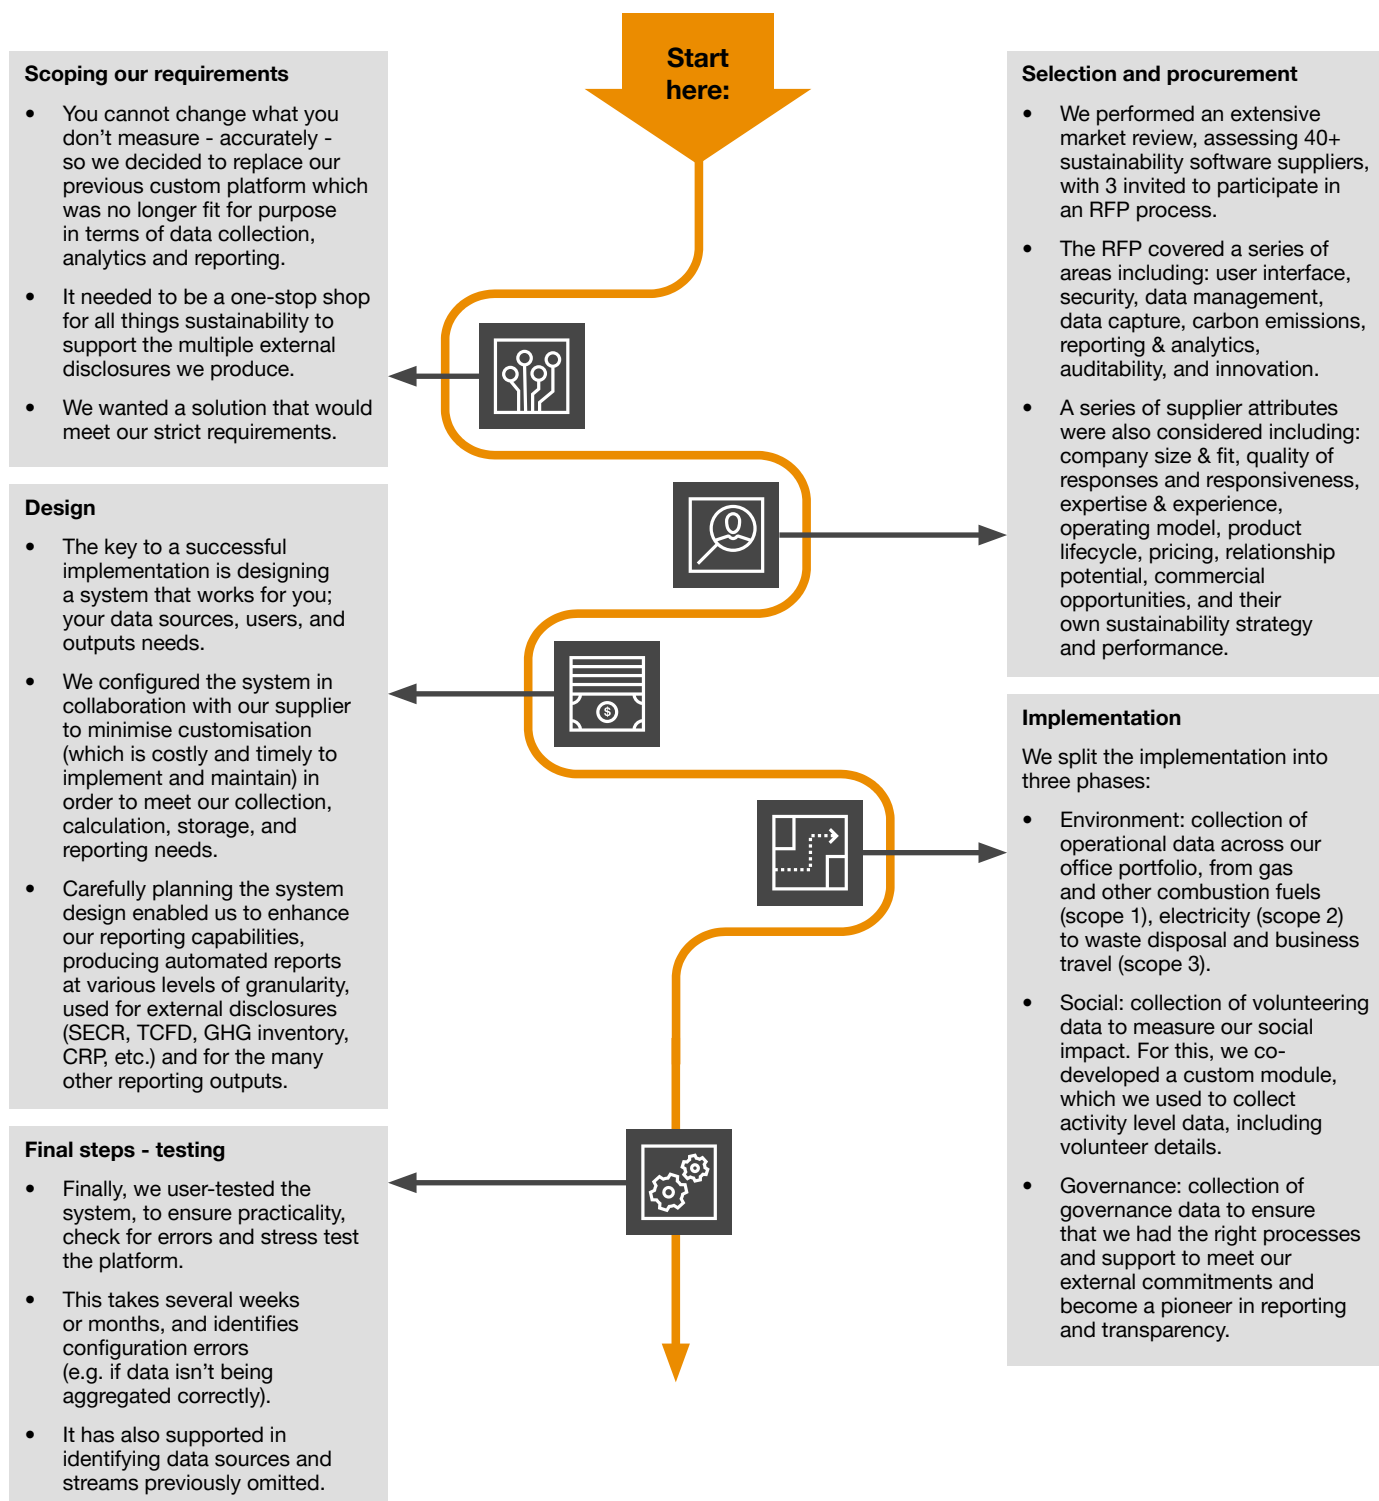 Start
here:
Scoping our requirements
• You cannot change what you
don’t measure - accurately -
so we decided to replace our
previous custom platform which
was no longer fit for purpose
in terms of data collection,
analytics and reporting.
• It needed to be a one-stop shop
for all things sustainability to
support the multiple external
disclosures we produce.
• We wanted a solution that would
meet our strict requirements.
Selection and procurement
• We performed an extensive
market review, assessing 40+
sustainability software suppliers,
with 3 invited to participate in
an RFP process.
• The RFP covered a series of
areas including: user interface,
security, data management,
data capture, carbon emissions,
reporting & analytics,
auditability, and innovation.
• A series of supplier attributes
were also considered including:
company size & fit, quality of
responses and responsiveness,
expertise & experience,
operating model, product
lifecycle, pricing, relationship
potential, commercial
opportunities, and their
own sustainability strategy
and performance.
Design
• The key to a successful
implementation is designing
a system that works for you;
your data sources, users, and
outputs needs.
• We configured the system in
collaboration with our supplier
to minimise customisation
(which is costly and timely to
implement and maintain) in
order to meet our collection,
calculation, storage, and
reporting needs.
• Carefully planning the system
design enabled us to enhance
our reporting capabilities,
producing automated reports
at various levels of granularity,
used for external disclosures
(SECR, TCFD, GHG inventory,
CRP, etc.) and for the many
other reporting outputs.
$
Implementation
We split the implementation into
three phases:
• Environment: collection of
operational data across our
office portfolio, from gas
and other combustion fuels
(scope 1), electricity (scope 2)
to waste disposal and business
travel (scope 3).
• Social: collection of volunteering
data to measure our social
impact. For this, we co-
developed a custom module,
which we used to collect
activity level data, including
volunteer details.
• Governance: collection of
governance data to ensure
that we had the right processes
and support to meet our
external commitments and
become a pioneer in reporting
and transparency.
Final steps - testing
• Finally, we user-tested the
system, to ensure practicality,
check for errors and stress test
the platform.
• This takes several weeks
or months, and identifies
configuration errors
(e.g. if data isn’t being
aggregated correctly).
• It has also supported in
identifying data sources and
streams previously omitted.